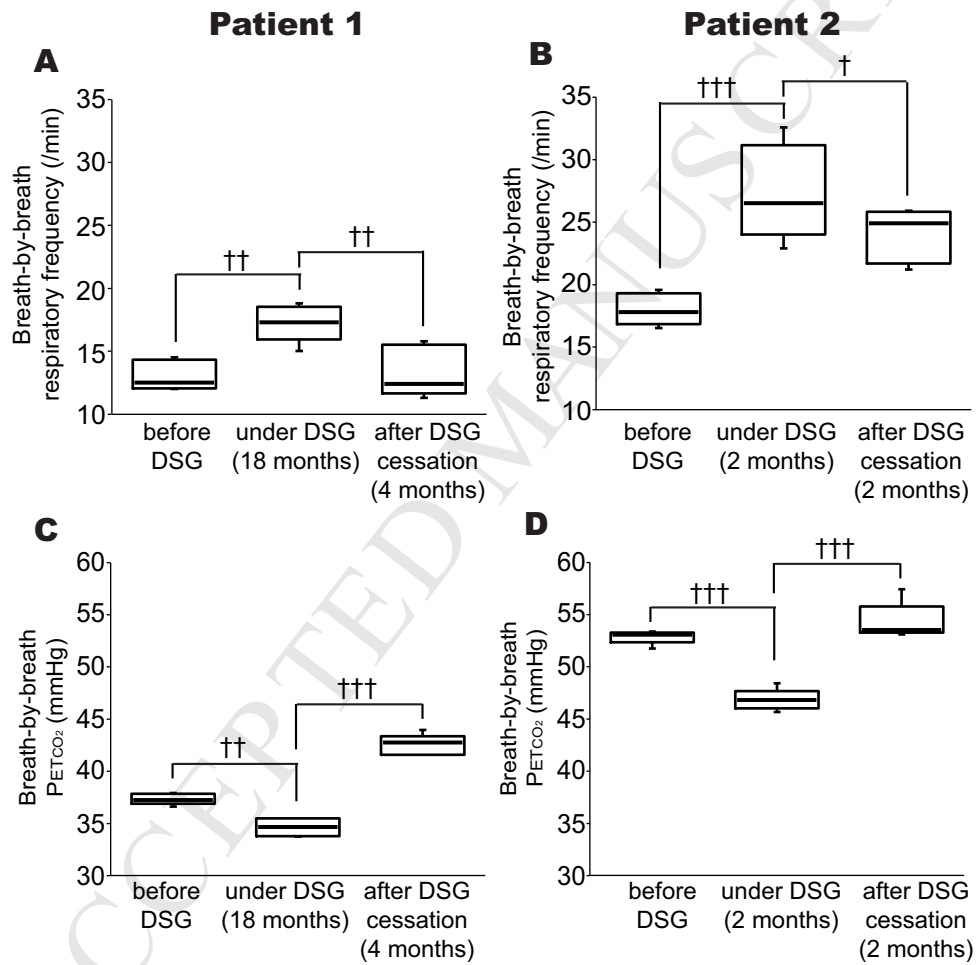 Patient 1
Patient 2
A
Breath-by-breath
respiratory frequency (/min)
35
30
25
20
15
10
††
††
before
DSG
under DSG
(18 months)
after DSG
cessation
(4 months)
B
Breath-by-breath
respiratory frequency (/min)
35
30
25
20
15
10
†††
†
before
DSG
under DSG
(2 months)
after DSG
cessation
(2 months)
C
Breath-by-breath
PETCO₂ (mmHg)
60
55
50
45
40
35
30
††
†††
before
DSG
under DSG
(18 months)
after DSG
cessation
(4 months)
D
Breath-by-breath
PETCO₂ (mmHg)
60
55
50
45
40
35
30
†††
†††
before
DSG
under DSG
(2 months)
after DSG
cessation
(2 months)
CCEPTED MANUSCRI